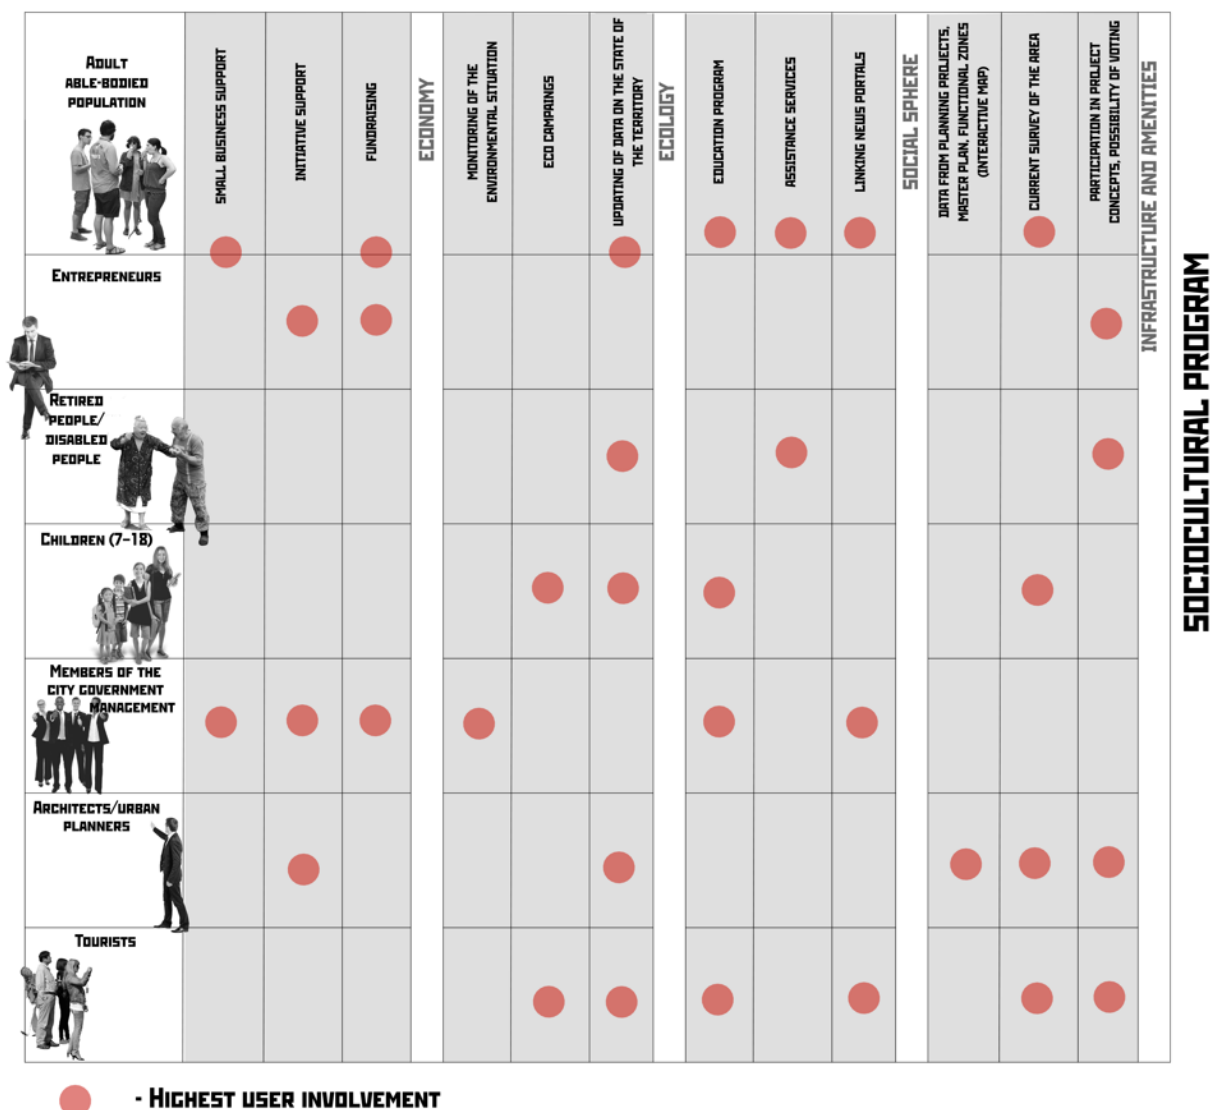 ADULT
ABLE-BODIED
POPULATION
SMALL BUSINESS SUPPORT
INITIATIVE SUPPORT
FUNDRAISING
ECONOMY
MONITORING OF THE
ENVIRONMENTAL SITUATION
ECO CAMPAINGS
UPDATING OF DATA ON THE STATE OF
THE TERRITORY
ECOLOGY
EDUCATION PROGRAM
ASSISTANCE SERVICES
LINKING NEWS PORTALS
SOCIAL SPHERE
DATA FROM PLANNING PROJECTS,
MASTER PLAN, FUNCTIONAL ZONES
(INTERACTIVE MAP)
CURRENT SURVEY OF THE AREA
PARTICIPATION IN PROJECT
CONCEPTS, POSSIBILITY OF VOTING
INFRASTRUCTURE AND AMENITIES
SOCIOCULTURAL PROGRAM
ENTREPRENEURS
RETIRED
PEOPLE/
DISABLED
PEOPLE
CHILDREN (7-18)
MEMBERS OF THE
CITY GOVERNMENT
MANAGEMENT
ARCHITECTS/URBAN
PLANNERS
TOURISTS
- HIGHEST USER INVOLVEMENT